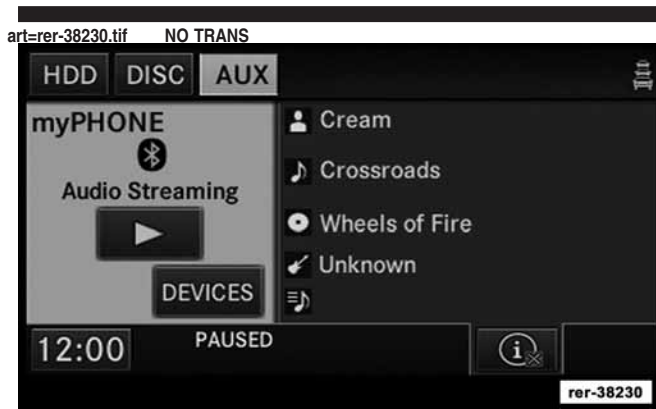 art=rer-38230.tif NO TRANS
HDD DISC AUX
myPHONE
Audio Streaming
DEVICES
Cream
Crossroads
Wheels of Fire
Unknown
12:00 PAUSED
i
rer-38230